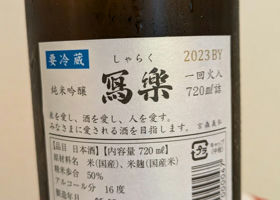 要冷蔵
しゃらく
2023BY
純米吟醸
寫樂
一回火入
720㎖詰
米を愛し、酒を愛し、人を愛す。
みなさまに愛される酒を目指します。
【品目 日本酒】【内容量 720㎖】
原材料名 米(国産)、米麹(国産米)
精米歩合 50%
アルコール分 16度